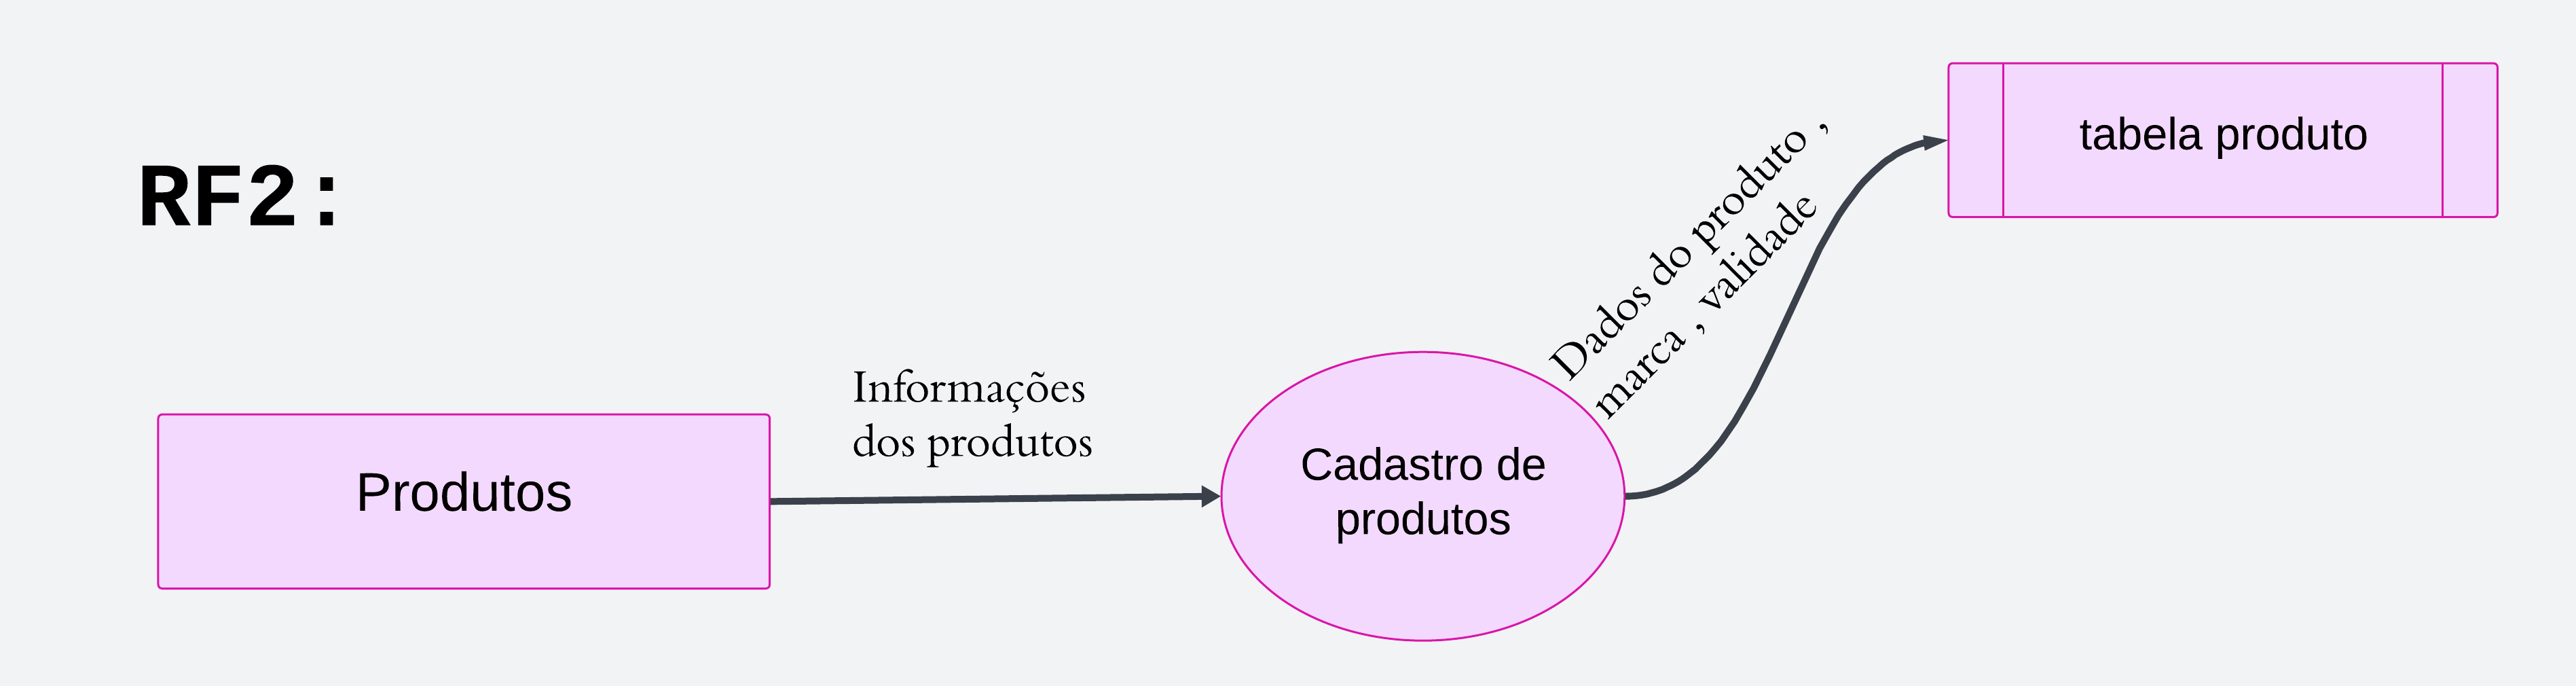 RF2:
Produtos
Informações
dos produtos
Cadastro de
produtos
Dados do produto ,
marca , validade
tabela produto